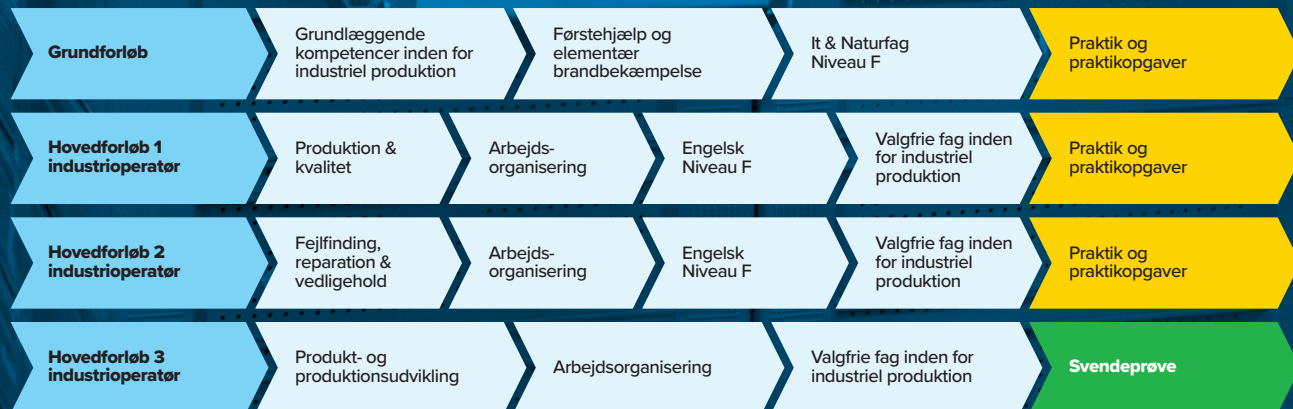 Grundforløb
Grundlæggende
kompetencer inden for
industriel produktion
Førstehjælp og
elementær
brandbekæmpelse
It & Naturfag
Niveau F
Praktik og
praktikopgaver
Hovedforløb 1
industrioperatør
Produktion &
kvalitet
Arbejds-
organisering
Engelsk
Niveau F
Valgfrie fag inden
for industriel
produktion
Praktik og
praktikopgaver
Hovedforløb 2
industrioperatør
Fejlfinding,
reparation &
vedligehold
Arbejds-
organisering
Engelsk
Niveau F
Valgfrie fag inden
for industriel
produktion
Praktik og
praktikopgaver
Hovedforløb 3
industrioperatør
Produkt- og
produktionsudvikling
Arbejdsorganisering
Valgfrie fag inden for
industriel produktion
Svendeprøve